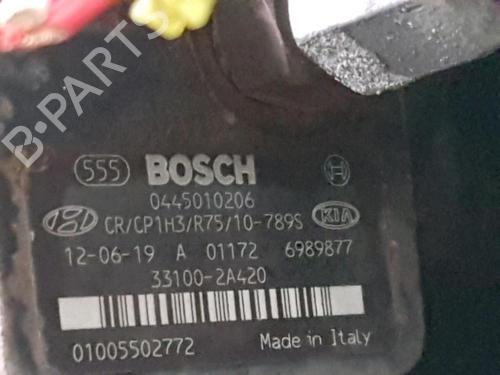 B-PARTS
555 BOSCH
0445010206
CR/CP1H3/R75/10-789S KIA
12-06-19 A 01172 6989877
33100-2A420
01005502772 Made in Italy